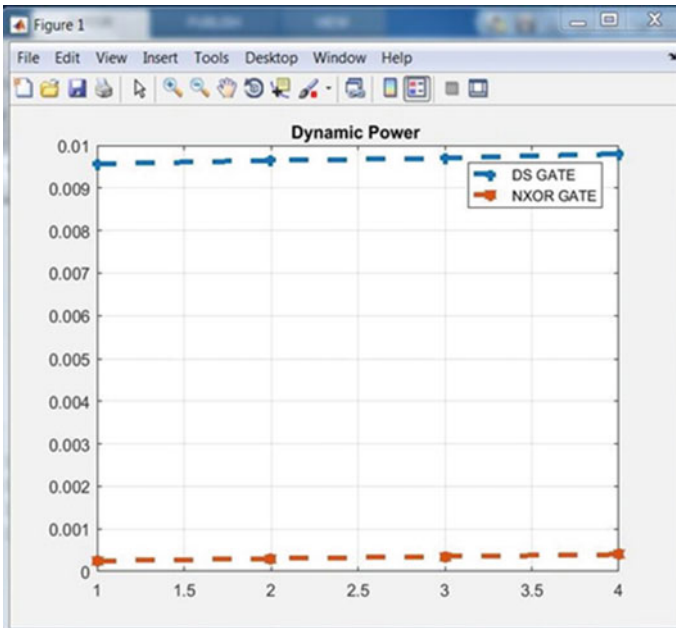 Figure 1
PUBLISH
VIEW
File Edit View Insert Tools Desktop Window Help
Dynamic Power
0.01
0.009
0.008
0.007
0.006
0.005
0.004
0.003
0.002
0.001
0
DS GATE
NXOR GATE
1 1.5 2 2.5 3 3.5 4